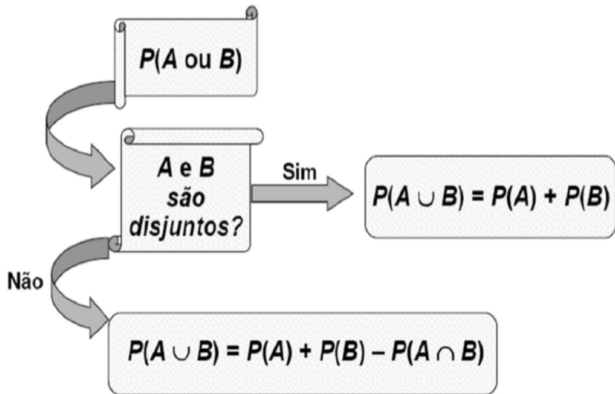 P(A ou B)
A e B
são
disjuntos?
Sim
P(A ∪ B) = P(A) + P(B)
Não
P(A ∪ B) = P(A) + P(B) – P(A ∩ B)